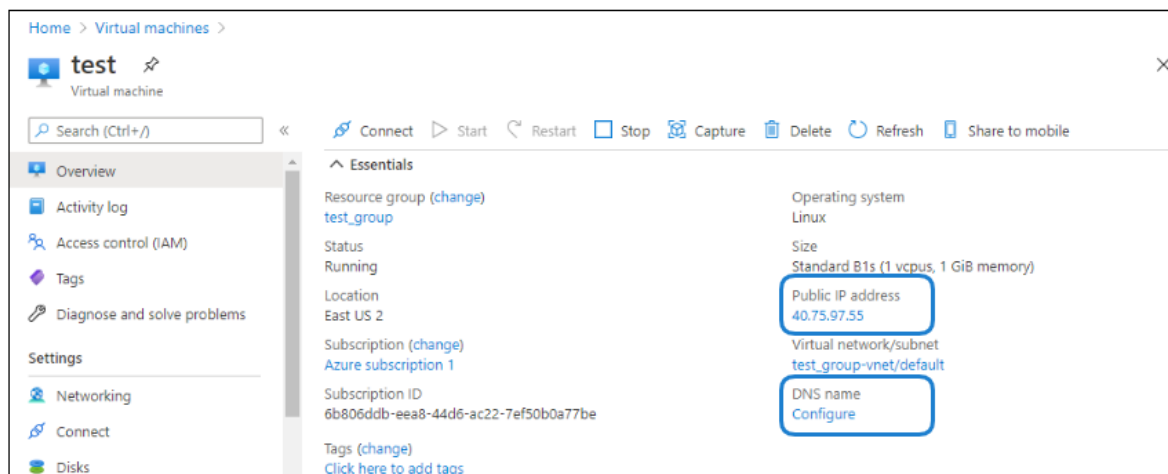 Home > Virtual machines >
test
Virtual machine
Search (Ctrl+/)
«
Connect
Start
Restart
Stop
Capture
Delete
Refresh
Share to mobile
Overview
Activity log
Access control (IAM)
Tags
Diagnose and solve problems
Settings
Networking
Connect
Disks
Essentials
Resource group (change)
test_group
Status
Running
Location
East US 2
Subscription (change)
Azure subscription 1
Subscription ID
6b806ddb-eea8-44d6-ac22-7ef50b0a77be
Tags (change)
Click here to add tags
Operating system
Linux
Size
Standard B1s (1 vcpus, 1 GiB memory)
Public IP address
40.75.97.55
Virtual network/subnet
test_group-vnet/default
DNS name
Configure